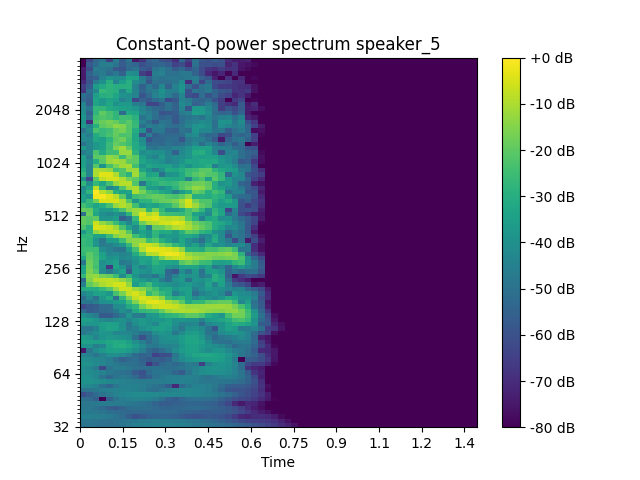 Constant-Q power spectrum speaker_5
Hz
2048
1024
512
256
128
64
32
0 0.15 0.3 0.45 0.6 0.75 0.9 1.1 1.2 1.4
Time
+0 dB
-10 dB
-20 dB
-30 dB
-40 dB
-50 dB
-60 dB
-70 dB
-80 dB